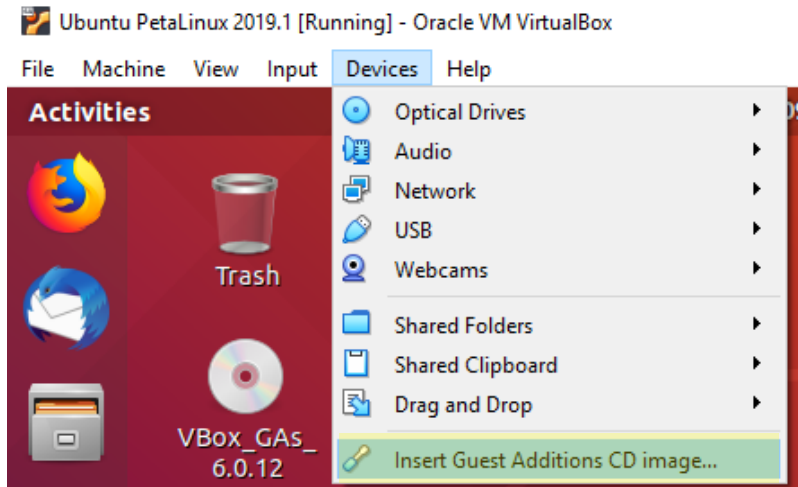 Ubuntu PetaLinux 2019.1 [Running] - Oracle VM VirtualBox
File Machine View Input Devices Help
Activities
Optical Drives
Audio
Network
USB
Webcams
Shared Folders
Shared Clipboard
Drag and Drop
Insert Guest Additions CD image...
Trash
VBox_GAs_
6.0.12